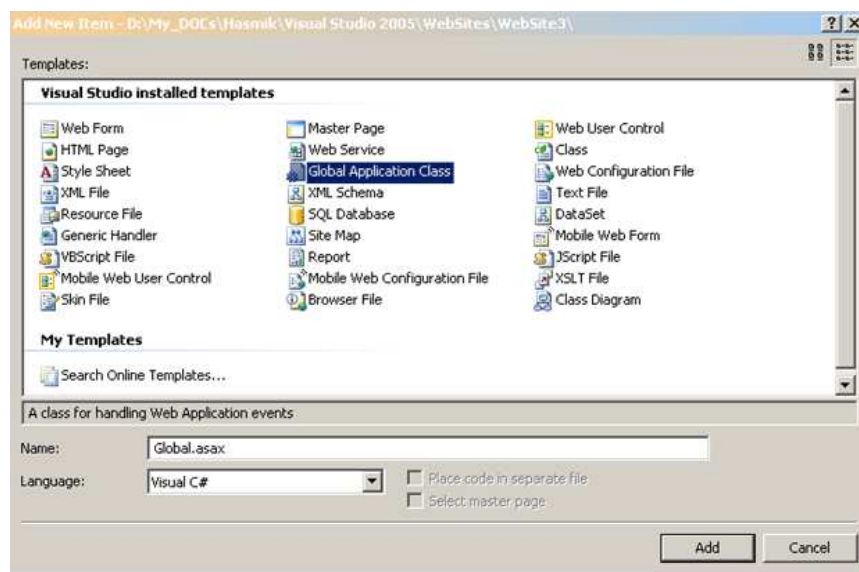 Add New Item - D:\My_DOCs\Hasmik\Visual Studio 2005\WebSites\WebSite3\
Templates:
Visual Studio installed templates
Web Form Master Page Web User Control
HTML Page Web Service Class
Style Sheet Global Application Class Web Configuration File
XML File XML Schema Text File
Resource File SQL Database DataSet
Generic Handler Site Map Mobile Web Form
VBScript File Report JScript File
Mobile Web User Control Mobile Web Configuration File XSLT File
Skin File Browser File Class Diagram
My Templates
Search Online Templates...
A class for handling Web Application events
Name: Global.asax
Language: Visual C# Place code in separate file
Select master page
Add Cancel